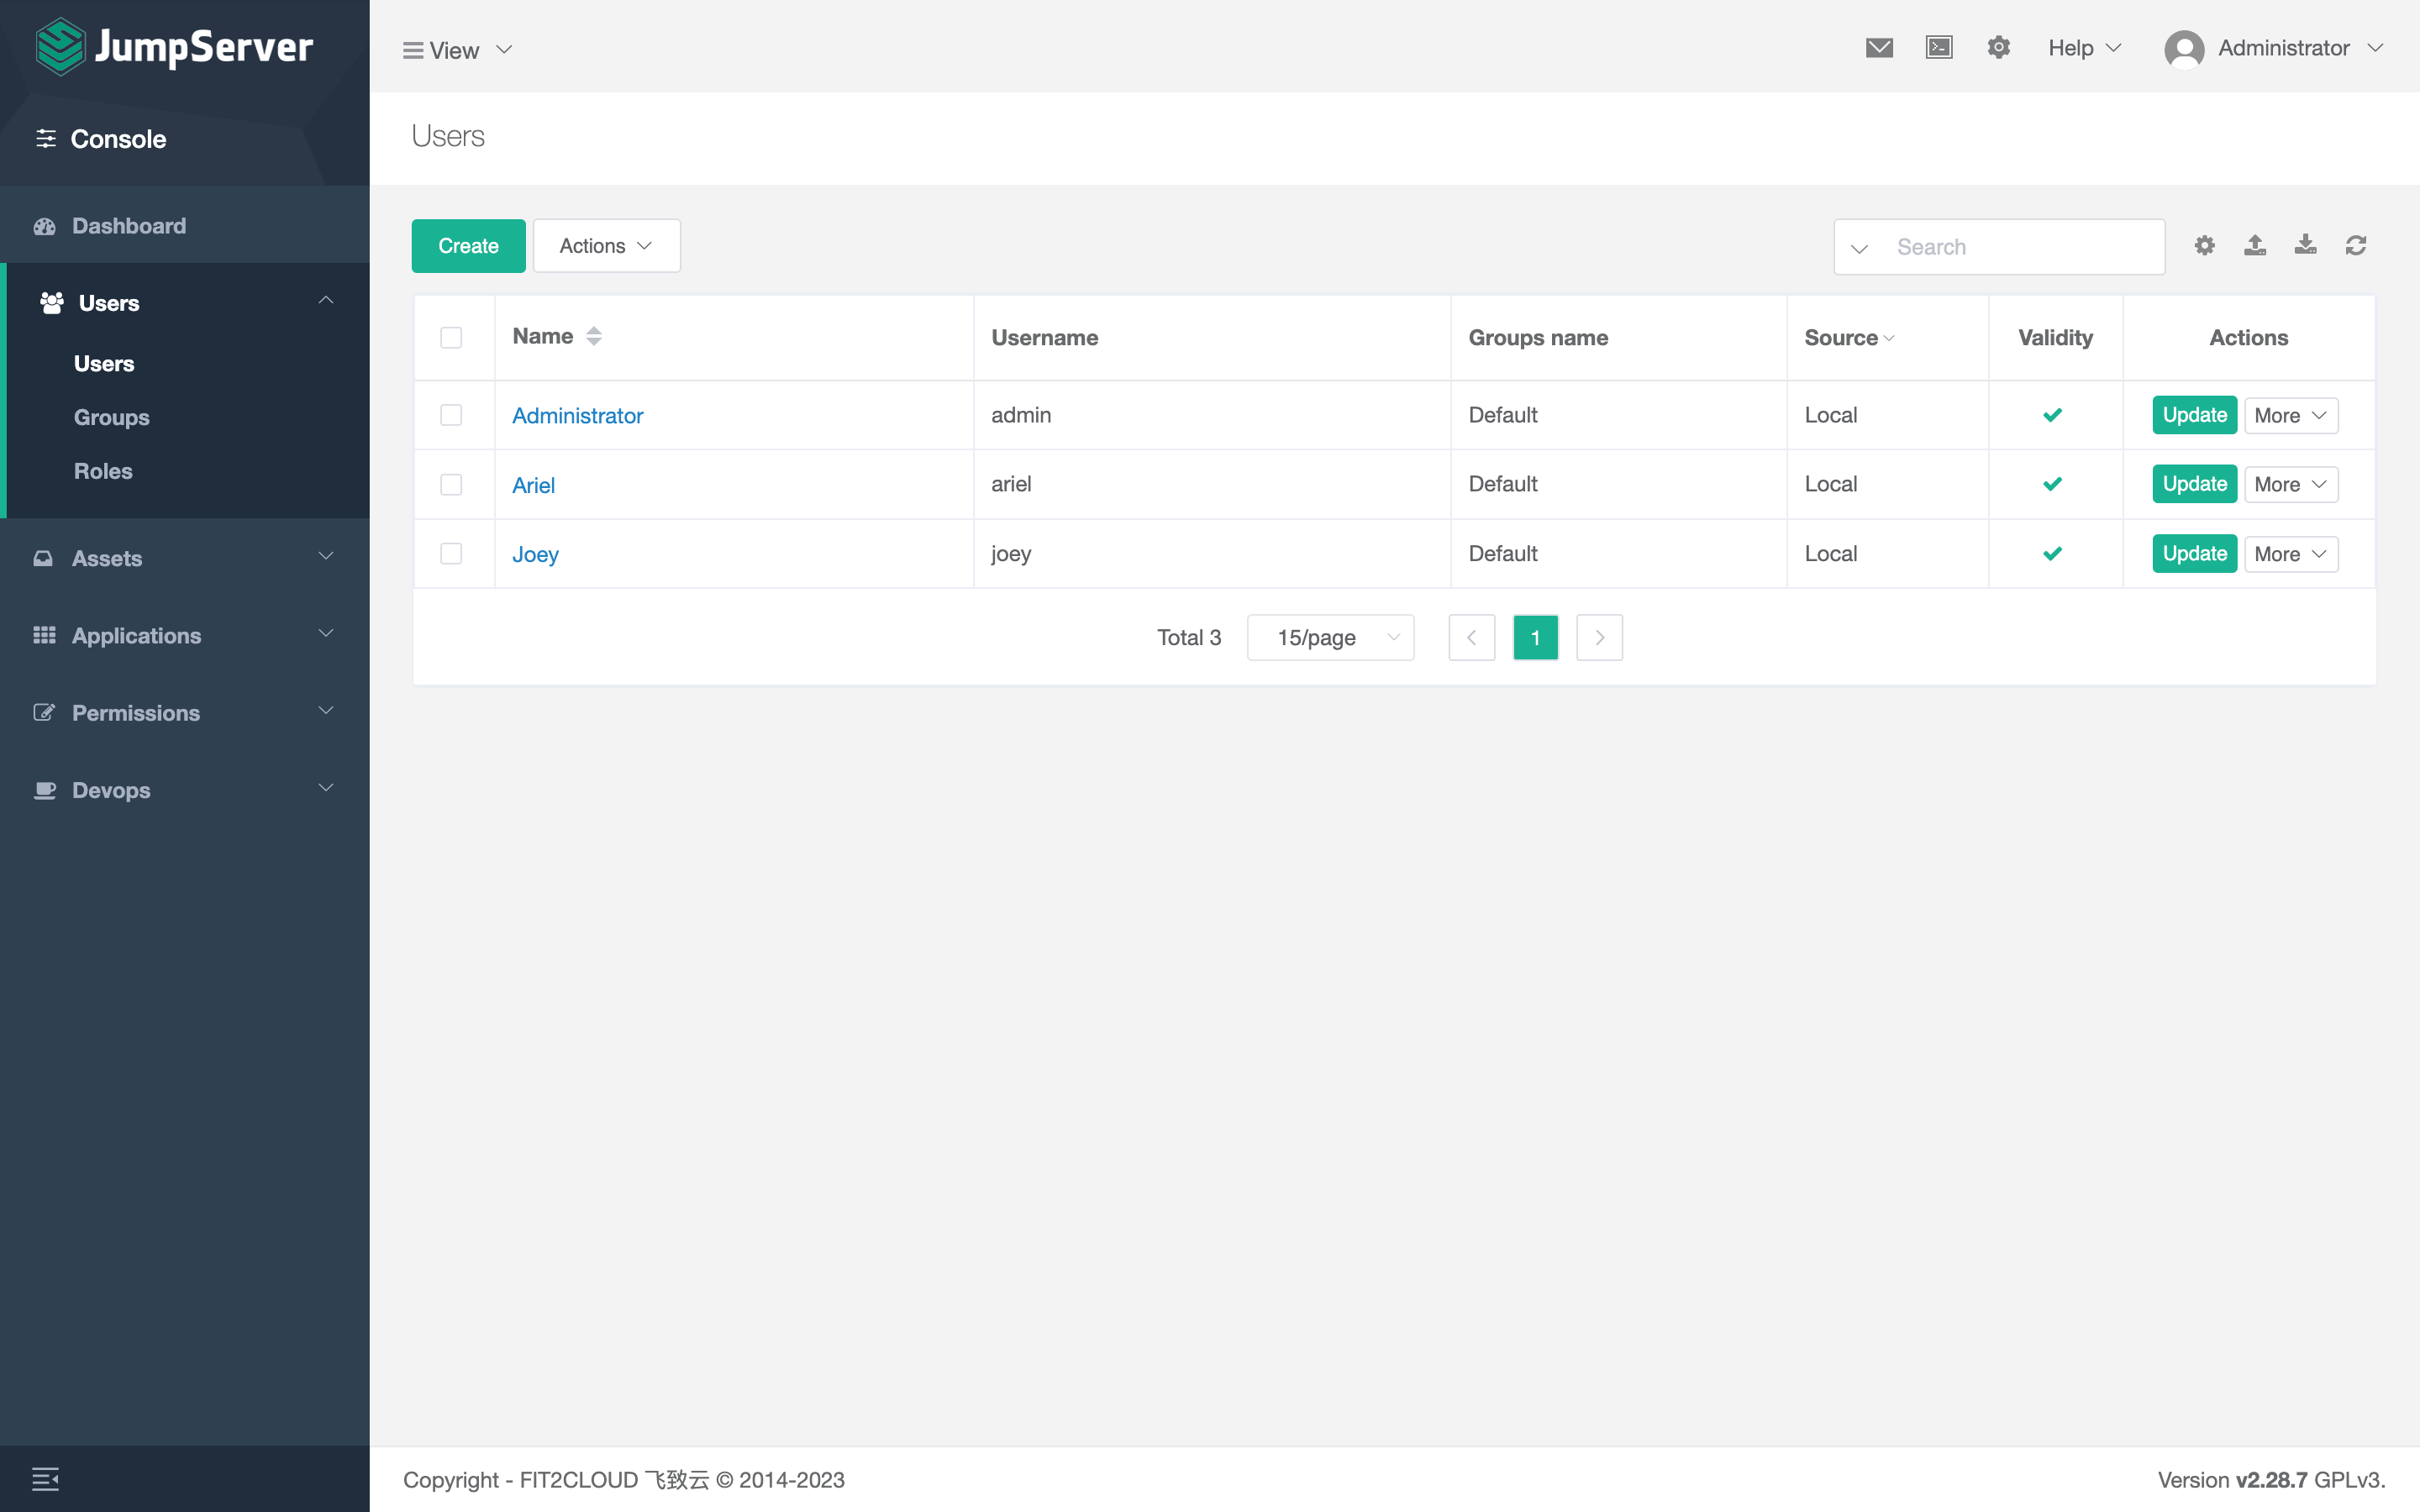 JumpServer
View
Help
Administrator
Console
Users
Dashboard
Users
Users
Groups
Roles
Assets
Applications
Permissions
Devops
Create
Actions
Search
Name
Username
Groups name
Source
Validity
Actions
Administrator admin Default Local Update More
Ariel ariel Default Local Update More
Joey joey Default Local Update More
Total 3 15/page 1
Copyright - FIT2CLOUD 飞致云 © 2014-2023
Version v2.28.7 GPLv3.